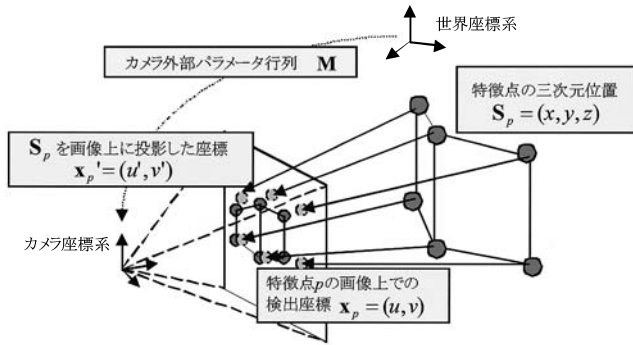 世界座標系
カメラ外部パラメータ行列 M
特徴点の三次元位置
S_p = (x, y, z)
S_p を画像上に投影した座標
x_p' = (u', v')
カメラ座標系
特徴点pの画像上での
検出座標 x_p = (u, v)